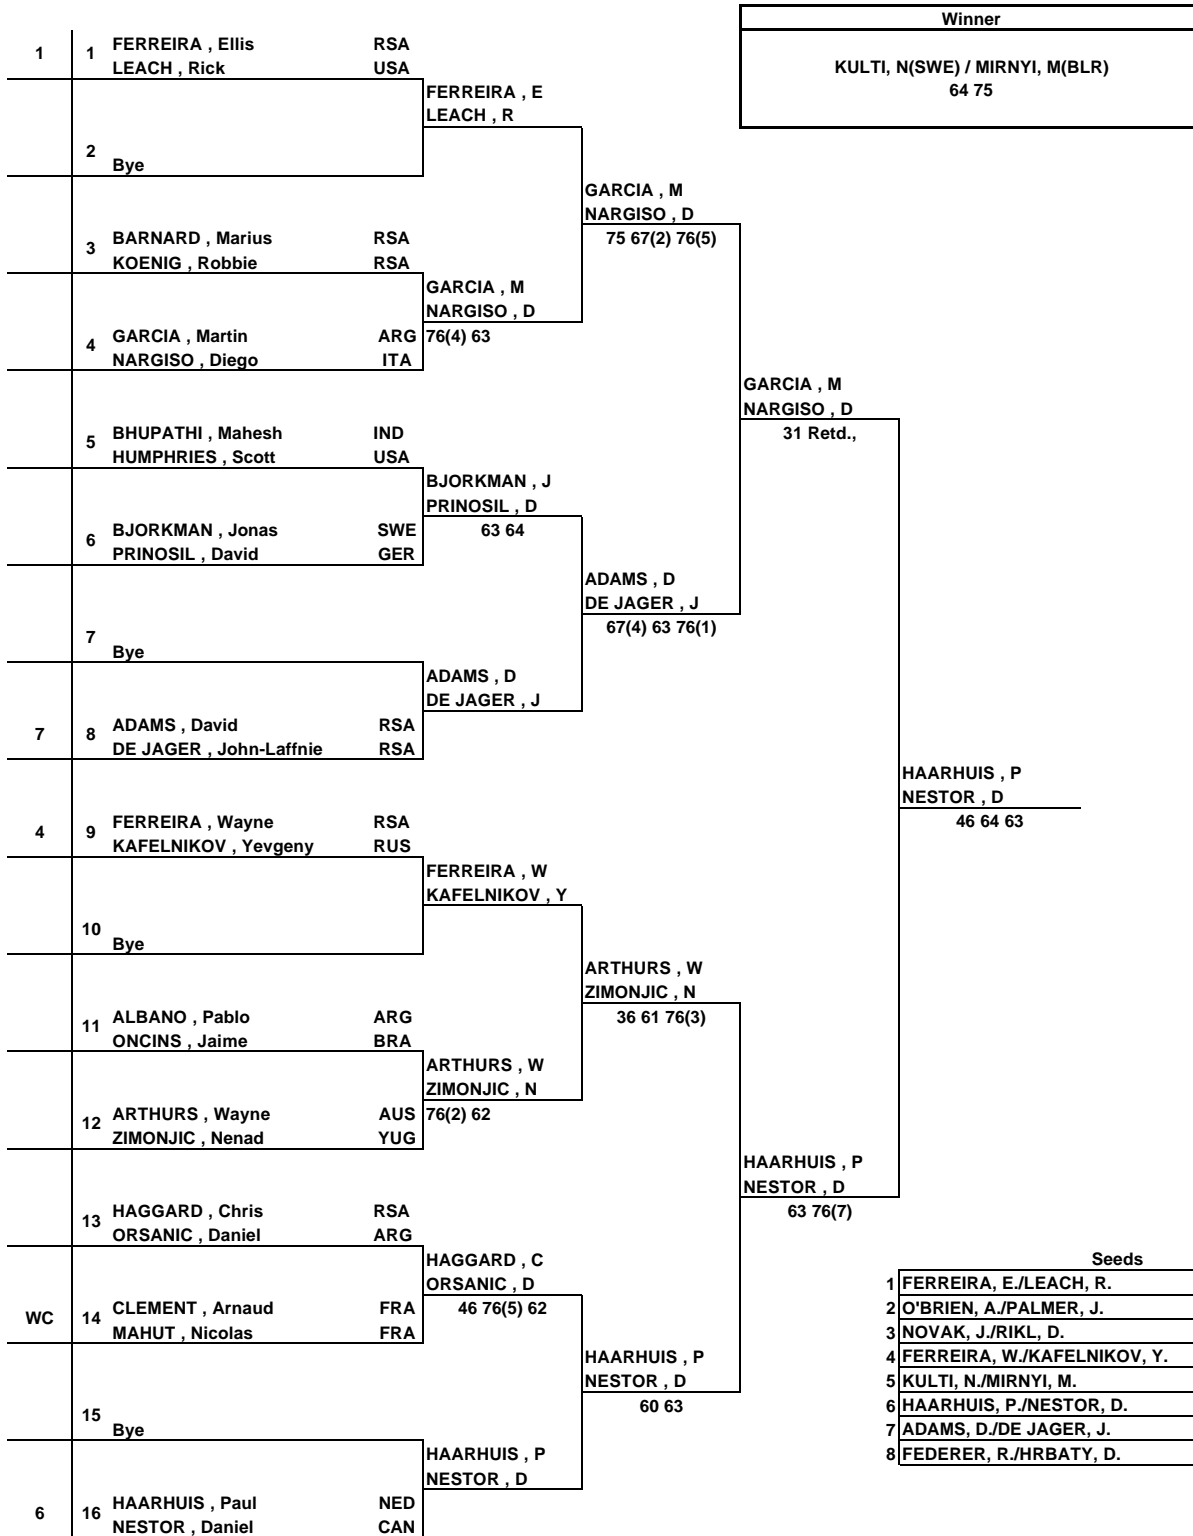 Winner
KULTI, N(SWE) / MIRNYI, M(BLR)
64 75
1 1 FERREIRA , Ellis RSA
LEACH , Rick USA
FERREIRA , E
LEACH , R
2 Bye
GARCIA , M
NARGISO , D
75 67(2) 76(5)
3 BARNARD , Marius RSA
KOENIG , Robbie RSA
GARCIA , M
NARGISO , D
76(4) 63
4 GARCIA , Martin ARG
NARGISO , Diego ITA
GARCIA , M
NARGISO , D
31 Retd.,
5 BHUPATHI , Mahesh IND
HUMPHRIES , Scott USA
BJORKMAN , J
PRINOSIL , D
63 64
6 BJORKMAN , Jonas SWE
PRINOSIL , David GER
ADAMS , D
DE JAGER , J
67(4) 63 76(1)
7 Bye
ADAMS , D
DE JAGER , J
7 8 ADAMS , David RSA
DE JAGER , John-Laffnie RSA
HAARHUIS , P
NESTOR , D
46 64 63
4 9 FERREIRA , Wayne RSA
KAFELNIKOV , Yevgeny RUS
FERREIRA , W
KAFELNIKOV , Y
10 Bye
ARTHURS , W
ZIMONJIC , N
36 61 76(3)
11 ALBANO , Pablo ARG
ONCINS , Jaime BRA
ARTHURS , W
ZIMONJIC , N
76(2) 62
12 ARTHURS , Wayne AUS
ZIMONJIC , Nenad YUG
HAARHUIS , P
NESTOR , D
63 76(7)
13 HAGGARD , Chris RSA
ORSANIC , Daniel ARG
HAGGARD , C
ORSANIC , D
46 76(5) 62
WC 14 CLEMENT , Arnaud FRA
MAHUT , Nicolas FRA
HAARHUIS , P
NESTOR , D
60 63
15 Bye
HAARHUIS , P
NESTOR , D
6 16 HAARHUIS , Paul NED
NESTOR , Daniel CAN
Seeds
1 FERREIRA, E./LEACH, R.
2 O'BRIEN, A./PALMER, J.
3 NOVAK, J./RIKL, D.
4 FERREIRA, W./KAFELNIKOV, Y.
5 KULTI, N./MIRNYI, M.
6 HAARHUIS, P./NESTOR, D.
7 ADAMS, D./DE JAGER, J.
8 FEDERER, R./HRBATY, D.